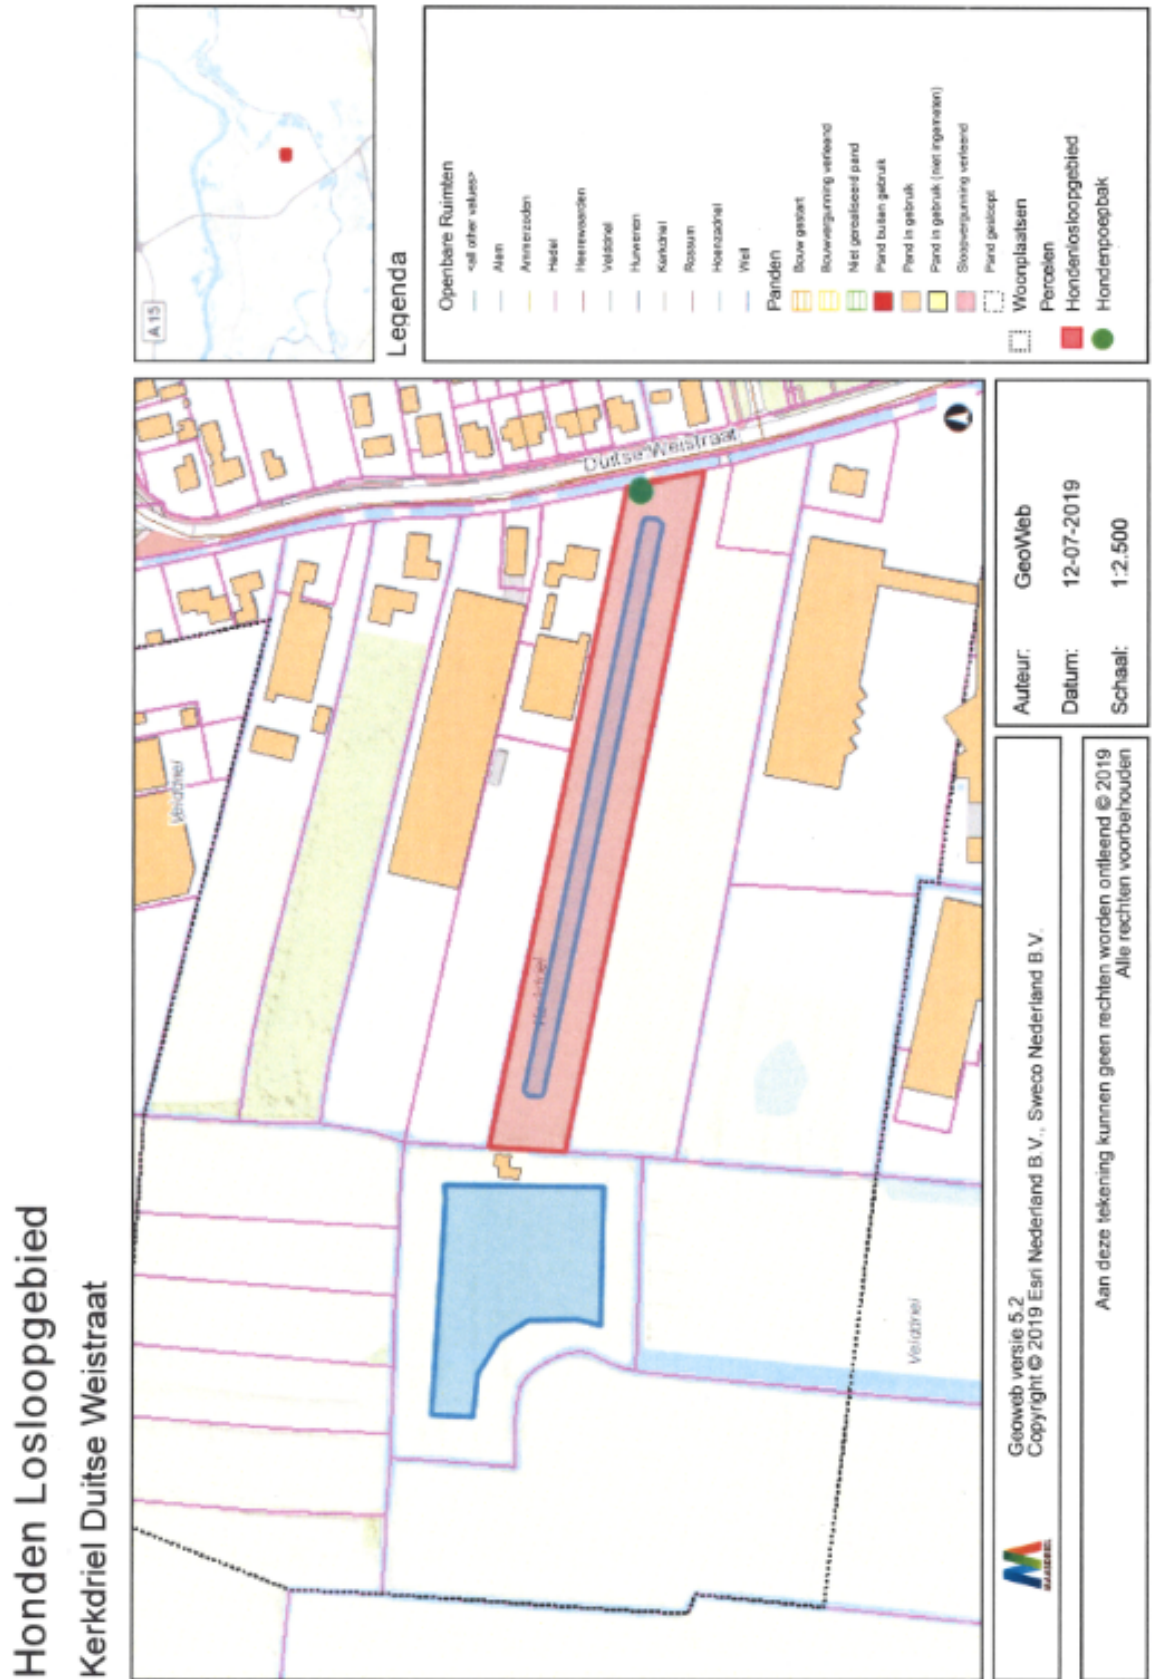 Honden Losloopgebied
Kerkdriel Duitse Weistraat
A 15
Legenda
Openbare Ruimten
<all other values>
Alem
Ammerzoden
Hedel
Heerewaarden
Velddriel
Hurwenen
Kerkdriel
Rossum
Hoenzadriel
Well
Panden
Bouw gestart
Bouwvergunning verleend
Niet gerealiseerd pand
Pand buiten gebruik
Pand in gebruik
Pand in gebruik (niet ingemeten)
Sloopvergunning verleend
Pand gesloopt
Woonplaatsen
Percelen
Hondenlosloopgebied
Hondenpoepbak
Duitse Weistraat
Velddriel
Kerkdriel
Velddriel
Geoweb versie 5.2
Copyright © 2019 Esri Nederland B.V., Sweco Nederland B.V.
Auteur: GeoWeb
Datum: 12-07-2019
Schaal: 1:2.500
Aan deze tekening kunnen geen rechten worden ontleend © 2019
Alle rechten voorbehouden